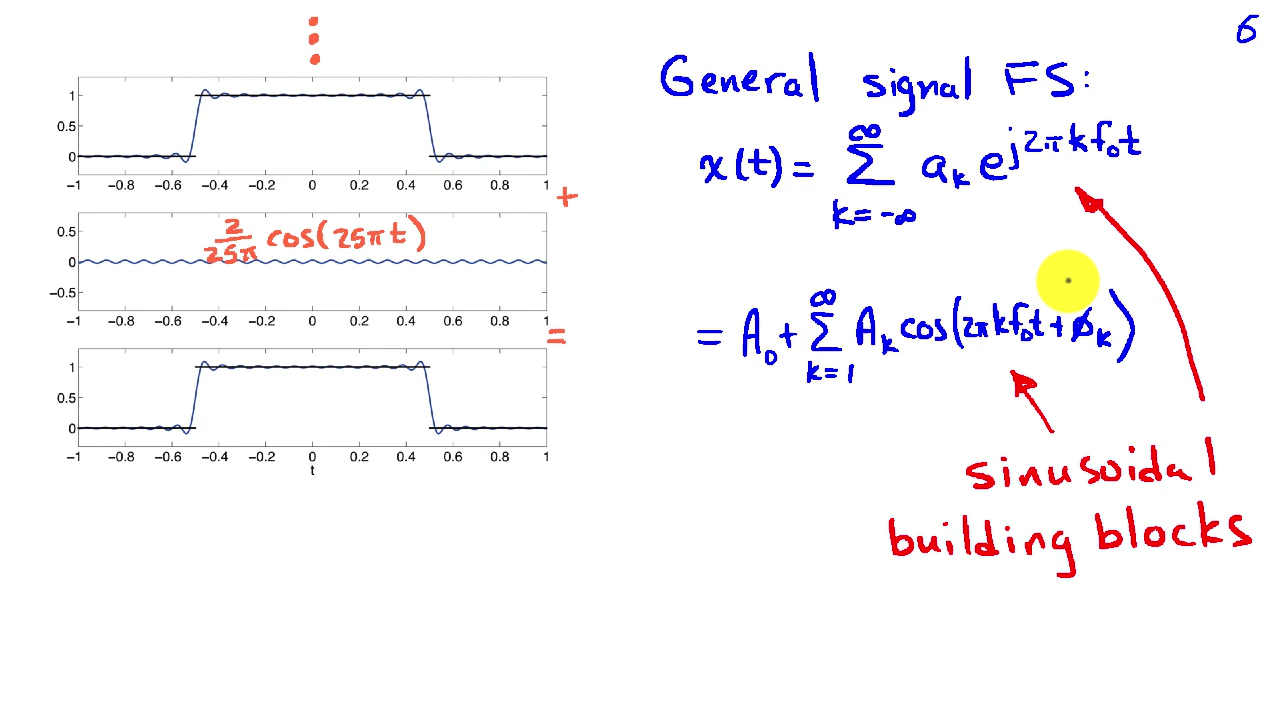 6
General signal FS:
x(t) = ∑_{k=-∞}^{∞} a_k e^{j2πkf_0t}
= A_0 + ∑_{k=1}^{∞} A_k cos(2πkf_0t + ϕ_k)
sinusoidal
building blocks
1
0.5
0
−1 −0.8 −0.6 −0.4 −0.2 0 0.2 0.4 0.6 0.8 1
+
0.5
0
−0.5
2/25π cos(25πt)
−1 −0.8 −0.6 −0.4 −0.2 0 0.2 0.4 0.6 0.8 1
=
1
0.5
0
−1 −0.8 −0.6 −0.4 −0.2 0 0.2 0.4 0.6 0.8 1
t